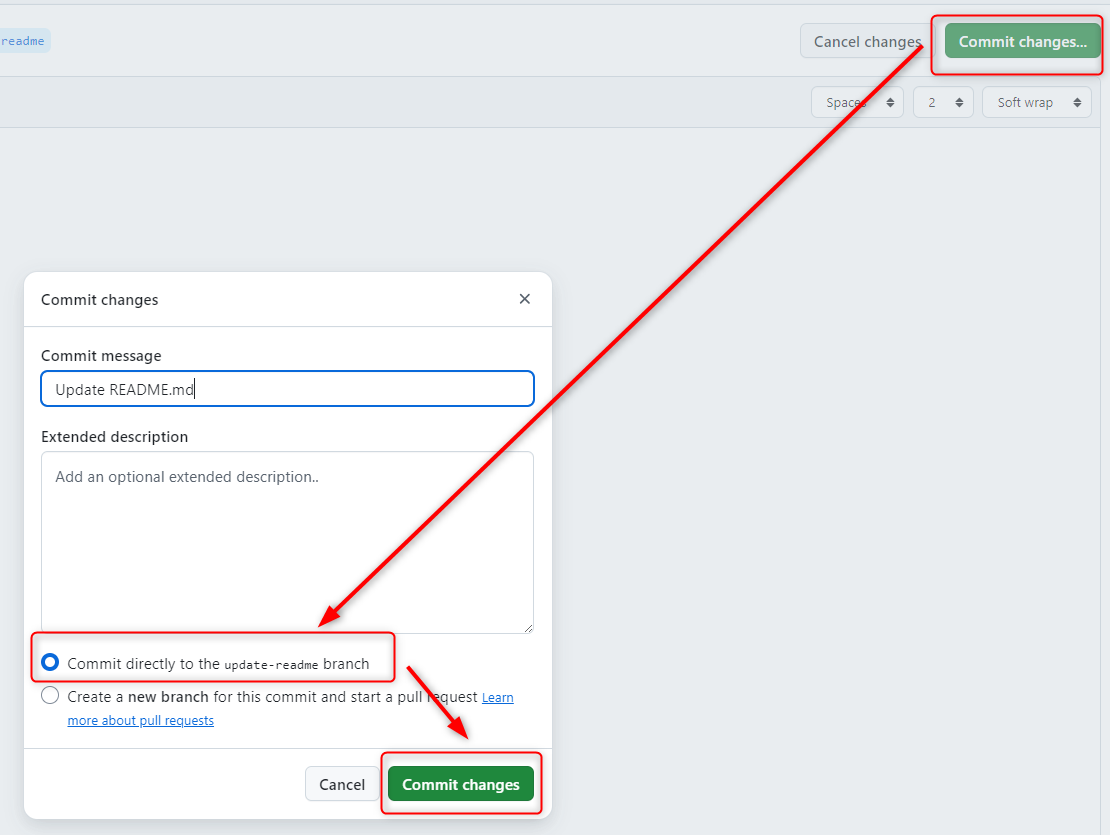 readme
Cancel changes
Commit changes...
Spaces
2
Soft wrap
Commit changes
Commit message
Update README.md
Extended description
Add an optional extended description..
Commit directly to the update-readme branch
Create a new branch for this commit and start a pull request Learn
more about pull requests
Cancel
Commit changes